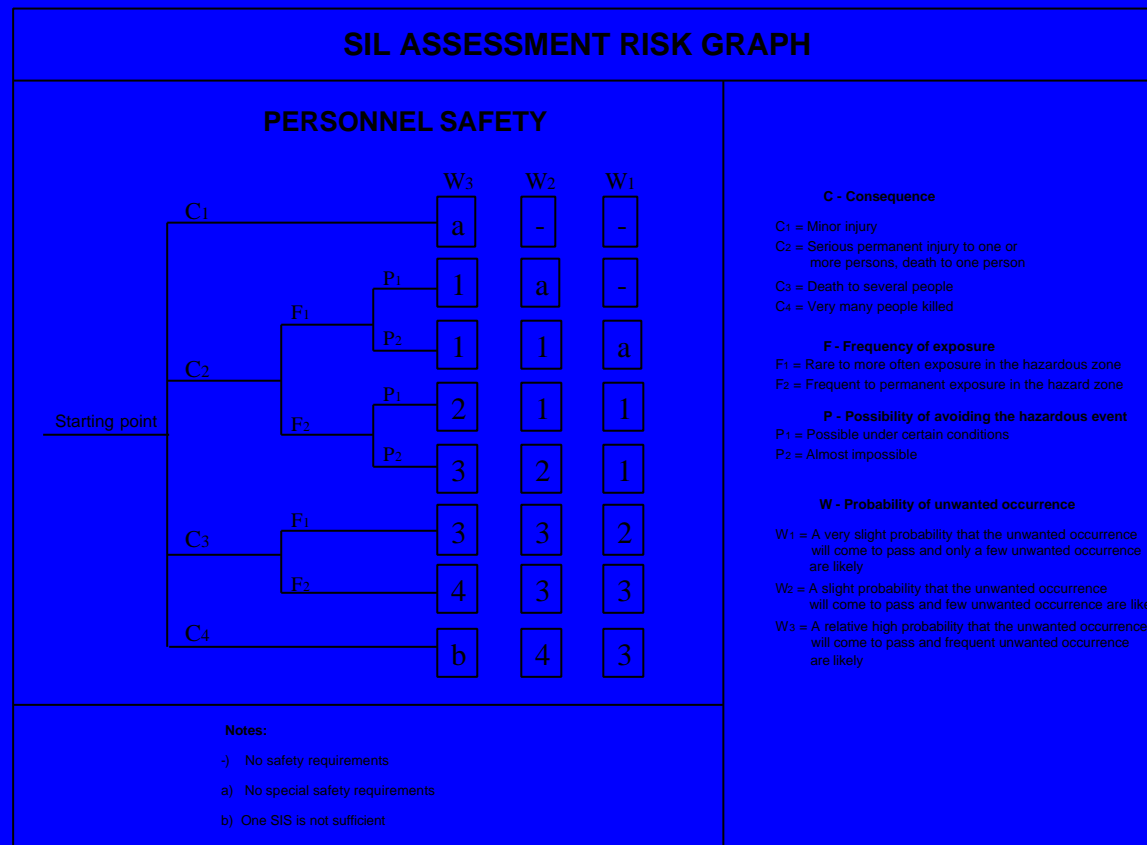 SIL ASSESSMENT RISK GRAPH
PERSONNEL SAFETY
W3 W2 W1
C1 a - -
P1 1 a -
F1
P2 1 1 a
C2
P1 2 1 1
Starting point F2
P2 3 2 1
F1 3 3 2
C3
F2 4 3 3
C4 b 4 3
Notes:
-) No safety requirements
a) No special safety requirements
b) One SIS is not sufficient
C - Consequence
C1 = Minor injury
C2 = Serious permanent injury to one or
more persons, death to one person
C3 = Death to several people
C4 = Very many people killed
F - Frequency of exposure
F1 = Rare to more often exposure in the hazardous zone
F2 = Frequent to permanent exposure in the hazard zone
P - Possibility of avoiding the hazardous event
P1 = Possible under certain conditions
P2 = Almost impossible
W - Probability of unwanted occurrence
W1 = A very slight probability that the unwanted occurrence
will come to pass and only a few unwanted occurrence
are likely
W2 = A slight probability that the unwanted occurrence
will come to pass and few unwanted occurrence are
W3 = A relative high probability that the unwanted occurrence
will come to pass and frequent unwanted occurrence
are likely